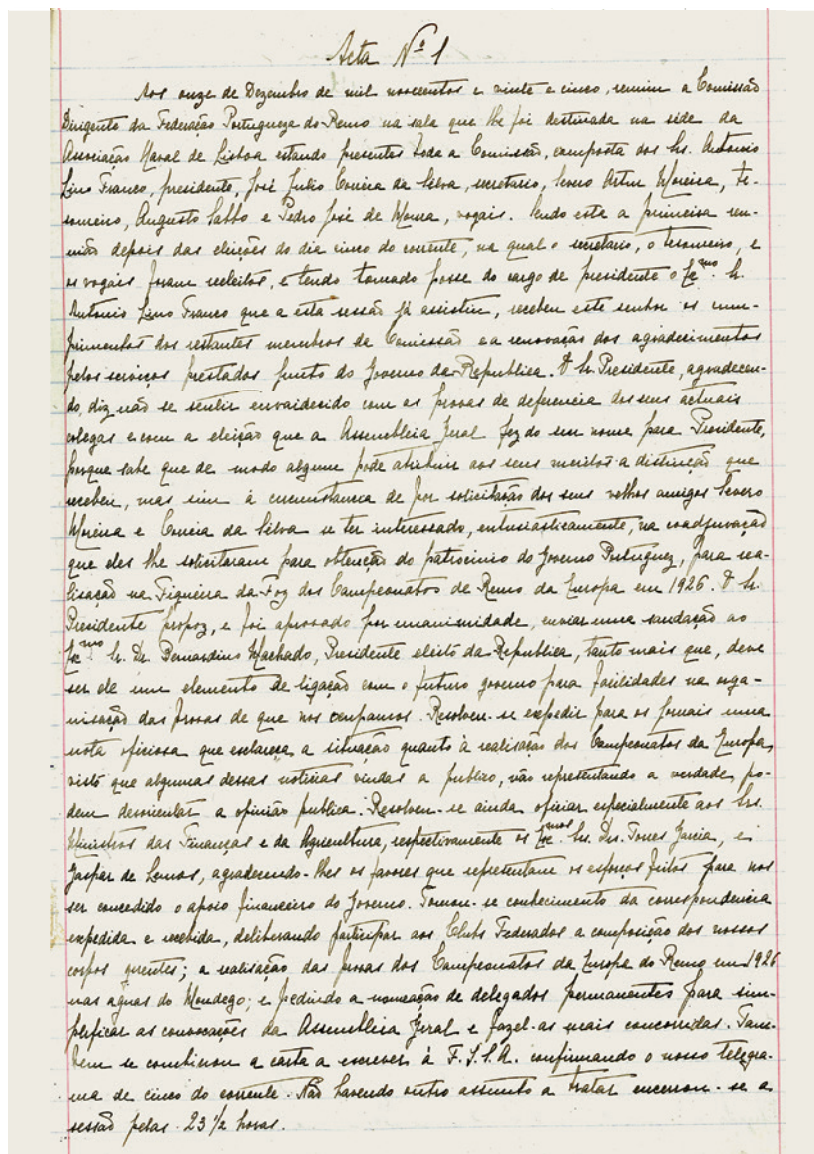 Acta Nº 1
Aos onze de Dezembro de mil novecentos e vinte e cinco, reuniu a Comissão
Dirigente da Federação Portugueza do Remo na sala que lhe foi destinada na séde da
Associação Naval de Lisboa estando presentes toda a Comissão, composta dos Srs. Antonio
Lino Franco, presidente, José Julio Correia da Silva, secretario, Severo Artur Moreira, te-
soureiro, Augusto Sabbo e Pedro José de Moura, vogais. Sendo esta a primeira reu-
nião depois das eleições do dia cinco do corrente, na qual o secretario, o tesoureiro, e
os vogais foram reeleitos, e tendo tomado posse do cargo de presidente o Exmo. Sr.
Antonio Lino Franco que a esta sessão já assistiu, recebeu este senhor os cum-
primentos dos restantes membros da Comissão e a renovação dos agradecimentos
pelos serviços prestados junto do Governo da Republica. O Sr. Presidente, agradecen-
do, diz não se sentir envaidecido com as provas de deferencia dos seus actuais
colegas e com a eleição que a Assembleia Geral fez do seu nome para Presidente,
porque sabe que de modo algum pode atribuir aos seus meritos a distinção que
recebeu, mas sim á circumstancia de por solicitação dos seus velhos amigos Severo
Moreira e Correia da Silva se ter interessado, entusiasticamente, na coadjuvação
que eles lhe solicitaram para obtenção do patrocinio do Governo Portuguez, para rea-
lisação na Figueira da Foz dos Campeonatos de Remo da Europa em 1926. O Sr.
Presidente propoz, e foi aprovado por unanimidade, enviar uma saudação ao
Exmo. Sr. Dr. Bernardino Machado, Presidente eleito da Republica, tanto mais que, deve
ser ele um elemento de ligação com o futuro governo para facilidades na orga-
nisação das provas de que nos ocupamos. Resolveu-se expedir para os jornais uma
nota oficiosa que esclareça a situação quanto à realisação dos Campeonatos da Europa,
visto que algumas dessas noticias vindas a publico, não representando a verdade, po-
dem desvirtular a opinião publica. Resolveu-se ainda oficiar especialmente aos Srs.
Ministros das Finanças e da Agricultura, respectivamente os Exmos. Srs. Drs. Torres Garcia, e
Gaspar de Lemos, agradecendo-lhes os favores que representam os esforços feitos para nos
ser concedido o apoio financeiro do Governo. Tomou-se conhecimento da correspondencia
expedida e recebida, deliberando participar aos Clubs Federados a composição dos nossos
corpos gerentes; a realisação das provas dos Campeonatos da Europa do Remo em 1926
nas aguas do Mondego; e pedindo a nomeação de delegados permanentes para sim-
plificar as convocações da Assembleia Geral e fazel-as mais concorridas. Tam-
bem se combinou a carta a escrever á F.I.S.A. confirmando o nosso telegra-
ma de cinco do corrente. Não havendo outro assunto a tratar encerrou-se a
sessão pelas 23 1/2 horas.